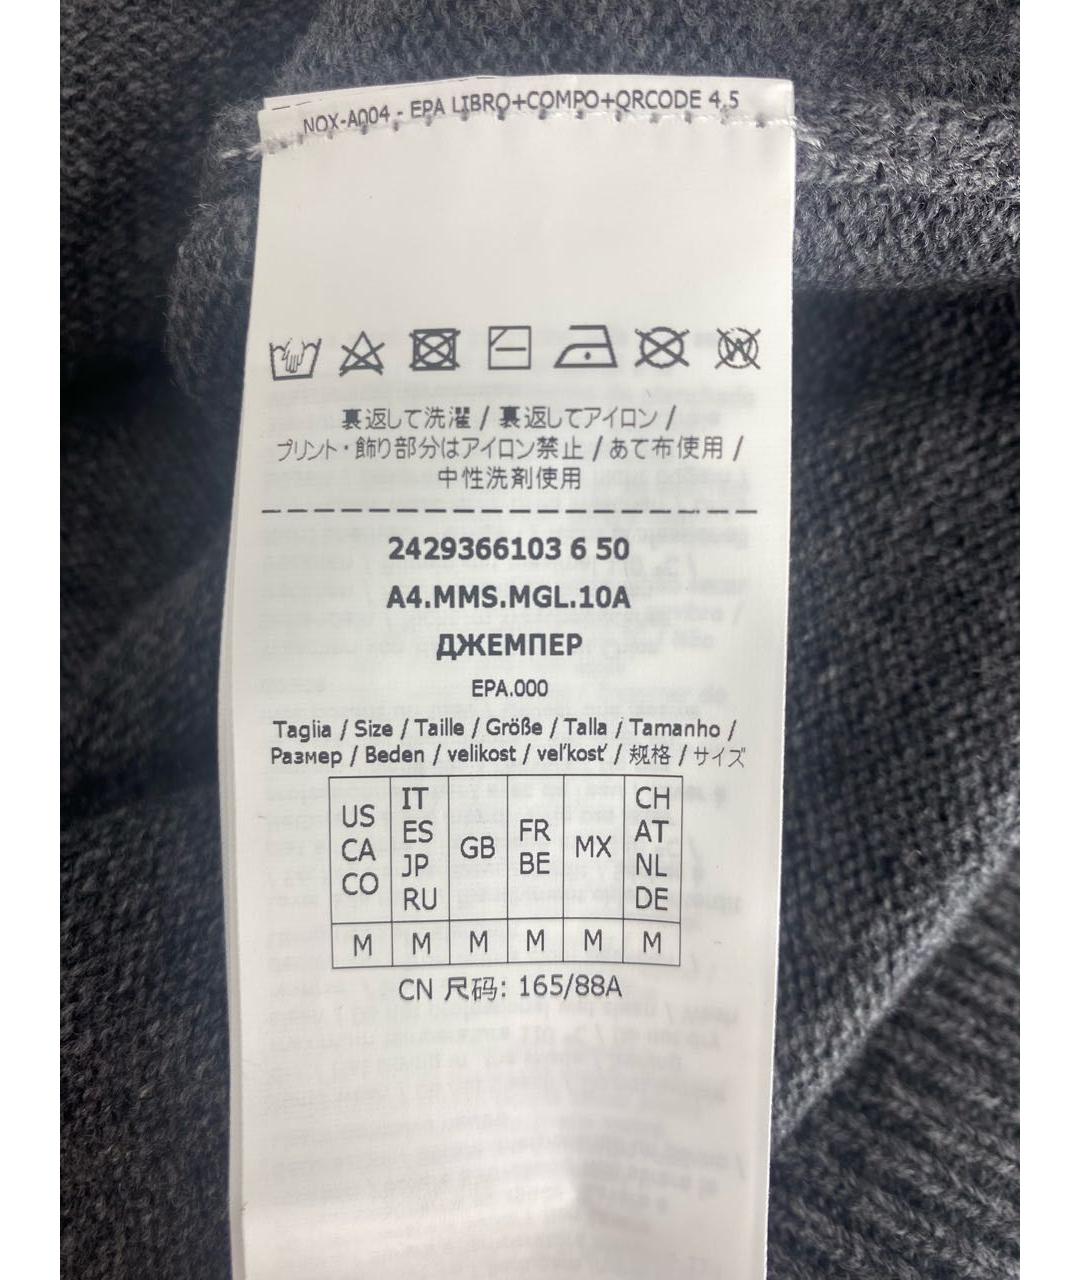 NOX-A004 - EPA LIBRO+COMPO+QRCODE 4.5
裏返して洗濯 / 裏返してアイロン /
プリント・飾り部分はアイロン禁止 / あて布使用 /
中性洗剤使用
2429366103 6 50
A4.MMS.MGL.10A
ДЖЕМПЕР
EPA.000
Taglia / Size / Taille / Größe / Talla / Tamanho /
Размер / Beden / velikost / veľkosť / 规格 / サイズ
US CA CO
IT ES JP RU
GB
FR BE
MX
CH AT NL DE
M M M M M M
CN 尺码: 165/88A